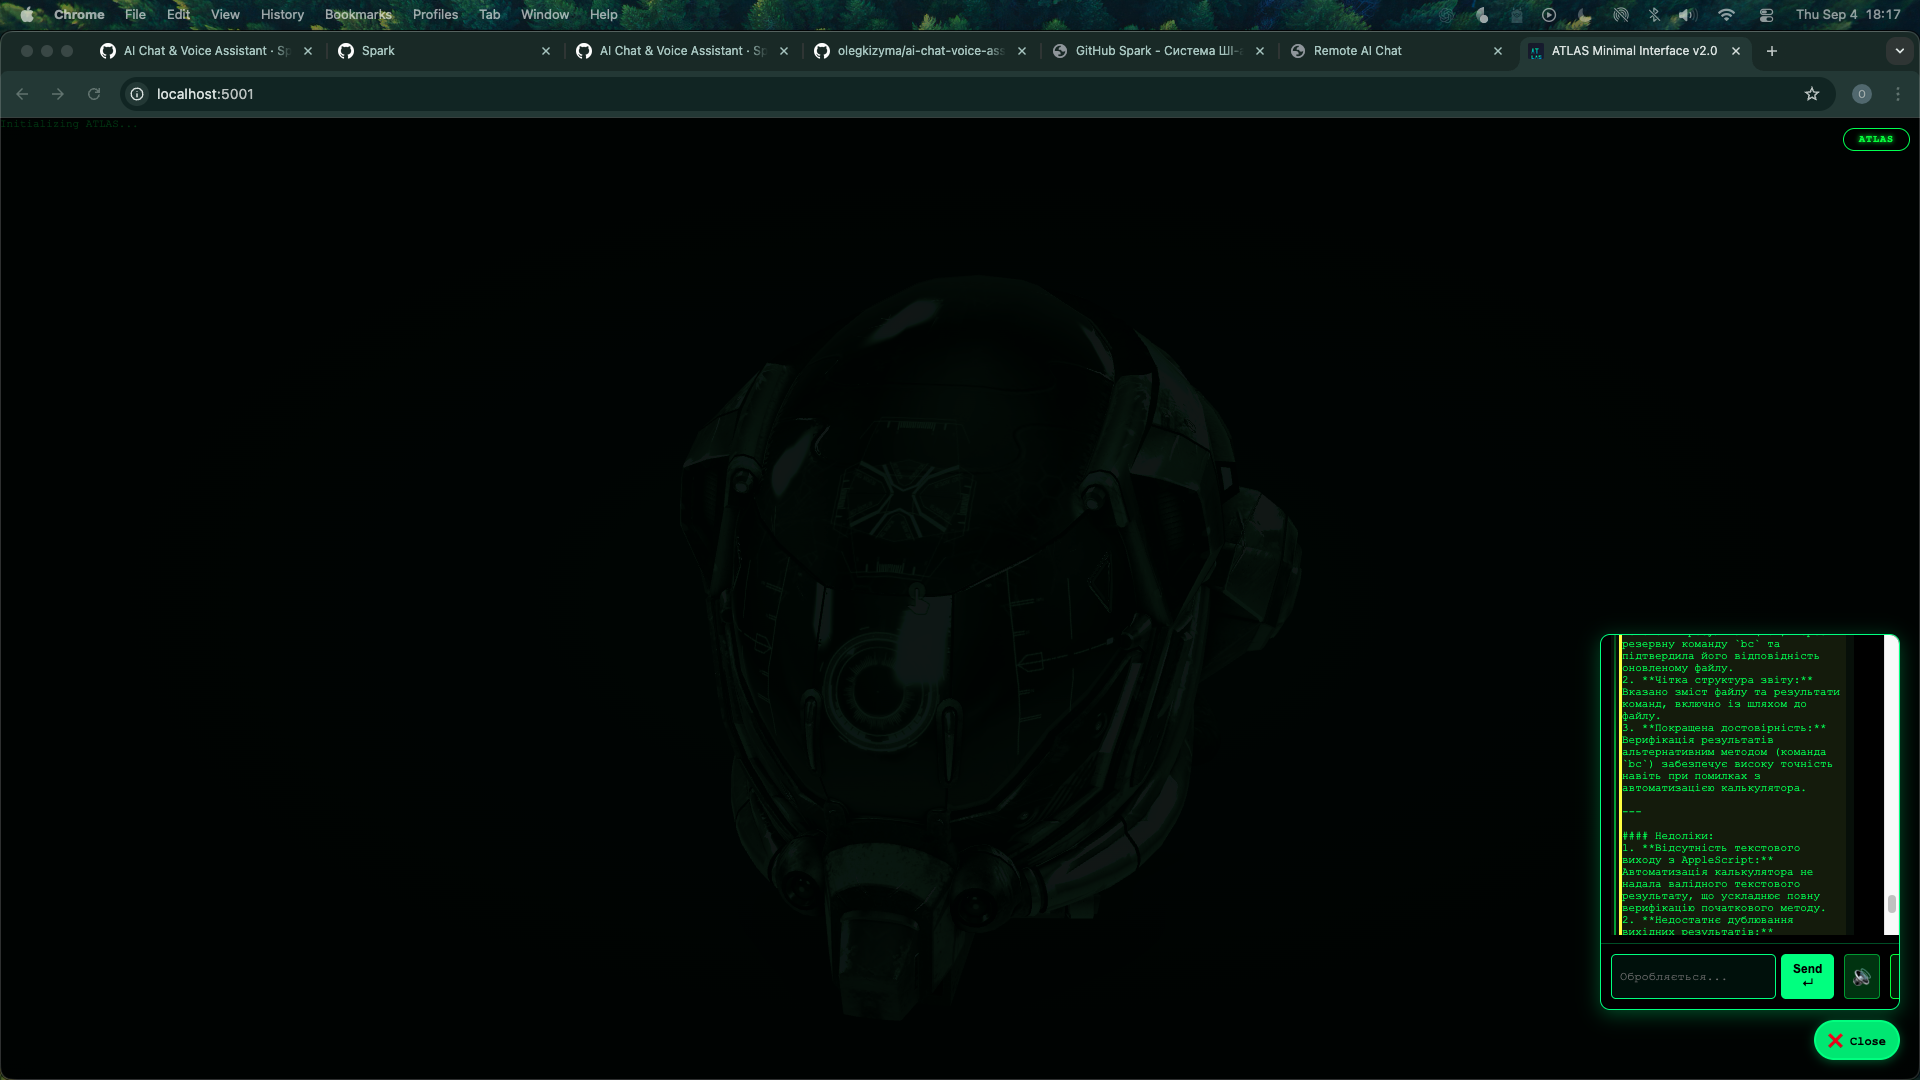 Chrome File Edit View History Bookmarks Profiles Tab Window Help Thu Sep 4 18:17
AI Chat & Voice Assistant · Sp
Spark
AI Chat & Voice Assistant · Sp
olegkizyma/ai-chat-voice-ass
GitHub Spark - Система ШІ-а
Remote AI Chat
ATLAS Minimal Interface v2.0
localhost:5001
O
Initializing ATLAS...
ATLAS
резервну команду `bc` та
підтвердила його відповідність
оновленому файлу.
2. **Чітка структура звіту:**
Вказано зміст файлу та результати
команд, включно із шляхом до
файлу.
3. **Покращена достовірність:**
Верифікація результатів
альтернативним методом (команда
`bc`) забезпечує високу точність
навіть при помилках з
автоматизацією калькулятора.
---
#### Недоліки:
1. **Відсутність текстового
виходу з AppleScript:**
Автоматизація калькулятора не
надала валідного текстового
результату, що ускладнює повну
верифікацію початкового методу.
2. **Недостатнє дублювання
вихідних результатів:**
Обробляється...
Send
↵
Close